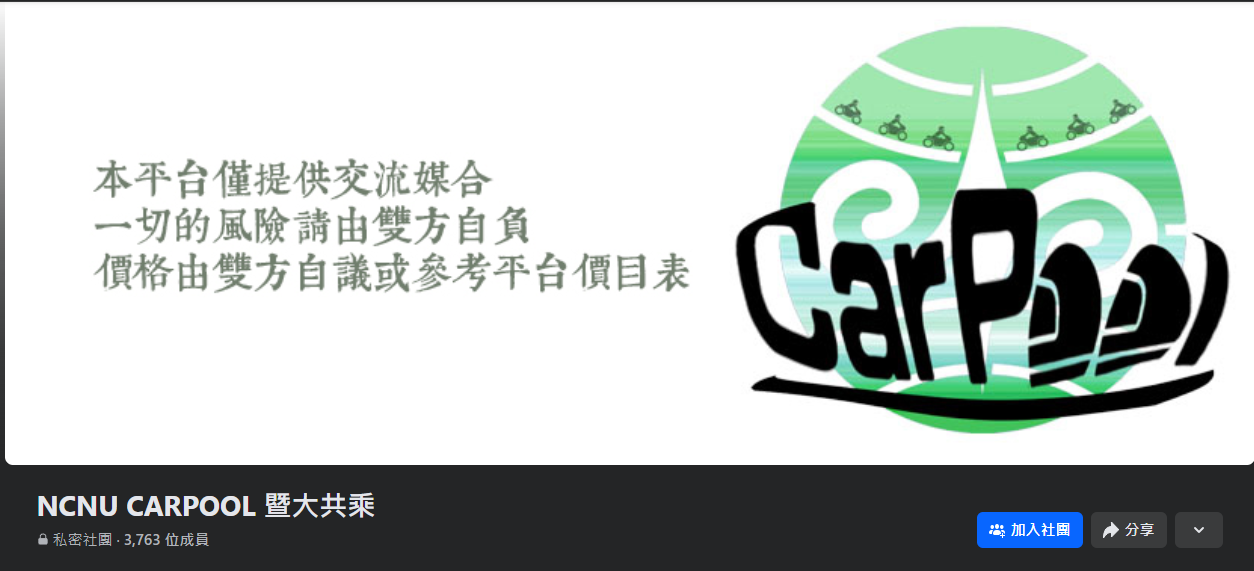 本平台僅提供交流媒合
一切的風險請由雙方自負
價格由雙方自議或參考平台價目表
CarPool
NCNU CARPOOL 暨大共乘
私密社團 · 3,763 位成員
加入社團
分享